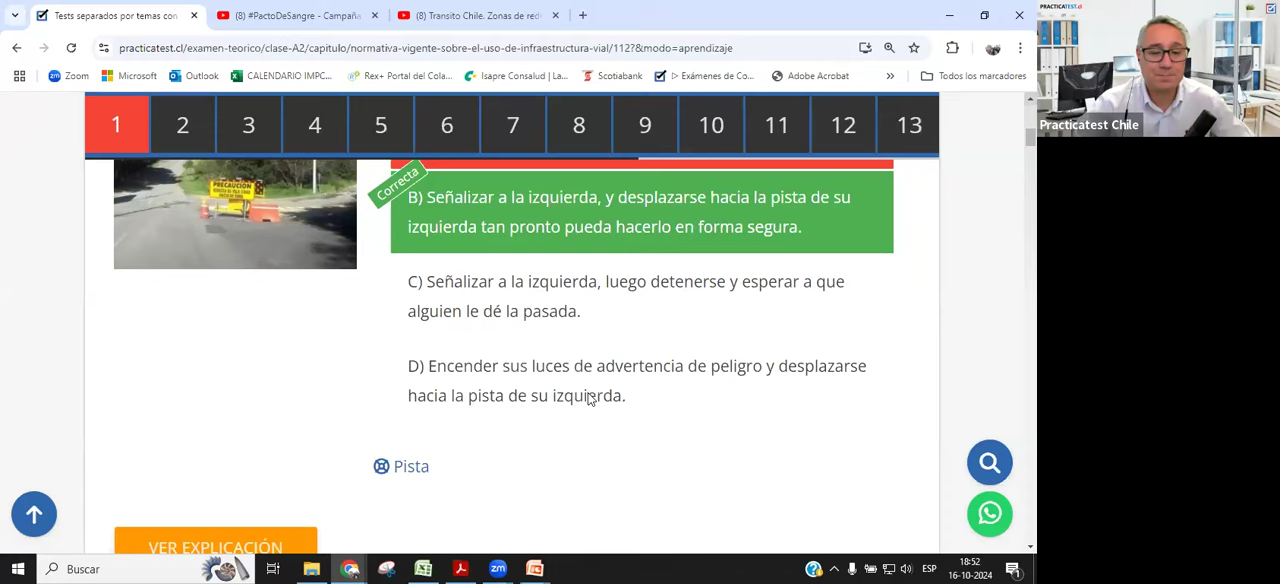 Tests separados por temas con
(8) #PactoDeSangre - Cantiñaj
(8) Transito Chile. Zonas de red
practicatest.cl/examen-teorico/clase-A2/capitulo/normativa-vigente-sobre-el-uso-de-infraestructura-vial/112?&modo=aprendizaje
Zoom
Microsoft
Outlook
CALENDARIO IMPC...
Rex+ Portal del Cola...
Isapre Consalud | La...
Scotiabank
▷ Exámenes de Co...
Adobe Acrobat
»
Todos los marcadores
PRACTICATEST.cl
Practicatest Chile
1 2 3 4 5 6 7 8 9 10 11 12 13
PRECAUCION
Correcta
B) Señalizar a la izquierda, y desplazarse hacia la pista de su
izquierda tan pronto pueda hacerlo en forma segura.
C) Señalizar a la izquierda, luego detenerse y esperar a que
alguien le dé la pasada.
D) Encender sus luces de advertencia de peligro y desplazarse
hacia la pista de su izquierda.
Pista
VER EXPLICACIÓN
Buscar
ESP
18:52
16-10-2024
1